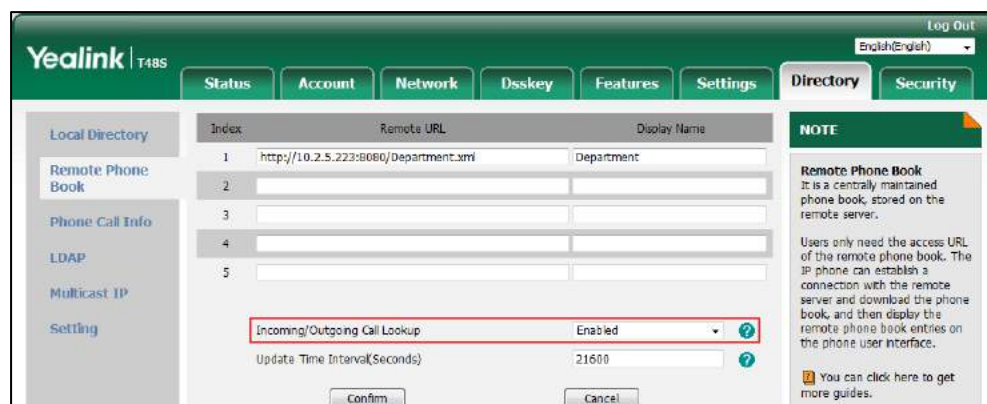 Log Out
Yealink T48S
English(English)
Status Account Network Dsskey Features Settings Directory Security
Local Directory
Remote Phone
Book
Phone Call Info
LDAP
Multicast IP
Setting
Index Remote URL Display Name
1 http://10.2.5.223:8080/Department.xml Department
2
3
4
5
Incoming/Outgoing Call Lookup Enabled
Update Time Interval(Seconds) 21600
Confirm Cancel
NOTE
Remote Phone Book
It is a centrally maintained
phone book, stored on the
remote server.
Users only need the access URL
of the remote phone book. The
IP phone can establish a
connection with the remote
server and download the phone
book, and then display the
remote phone book entries on
the phone user interface.
You can click here to get
more guides.